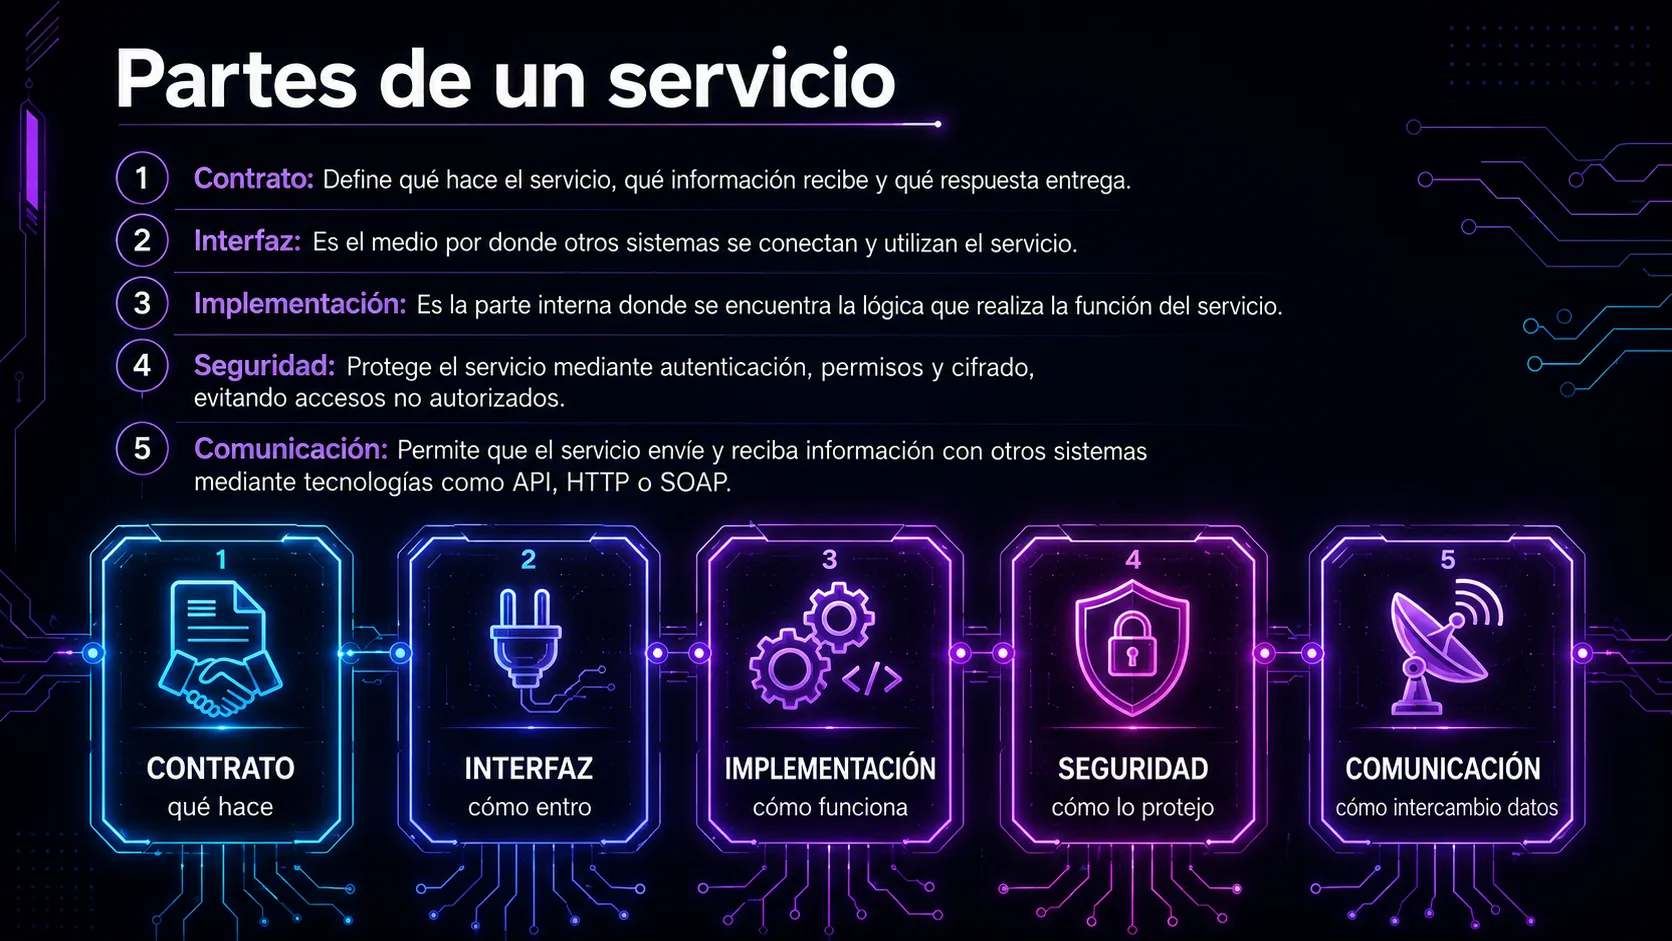 Partes de un servicio
1 Contrato: Define qué hace el servicio, qué información recibe y qué respuesta entrega.
2 Interfaz: Es el medio por donde otros sistemas se conectan y utilizan el servicio.
3 Implementación: Es la parte interna donde se encuentra la lógica que realiza la función del servicio.
4 Seguridad: Protege el servicio mediante autenticación, permisos y cifrado,
evitando accesos no autorizados.
5 Comunicación: Permite que el servicio envíe y reciba información con otros sistemas
mediante tecnologías como API, HTTP o SOAP.
1
CONTRATO
qué hace
2
INTERFAZ
cómo entro
3
</>
IMPLEMENTACIÓN
cómo funciona
4
SEGURIDAD
cómo lo protejo
5
COMUNICACIÓN
cómo intercambio datos